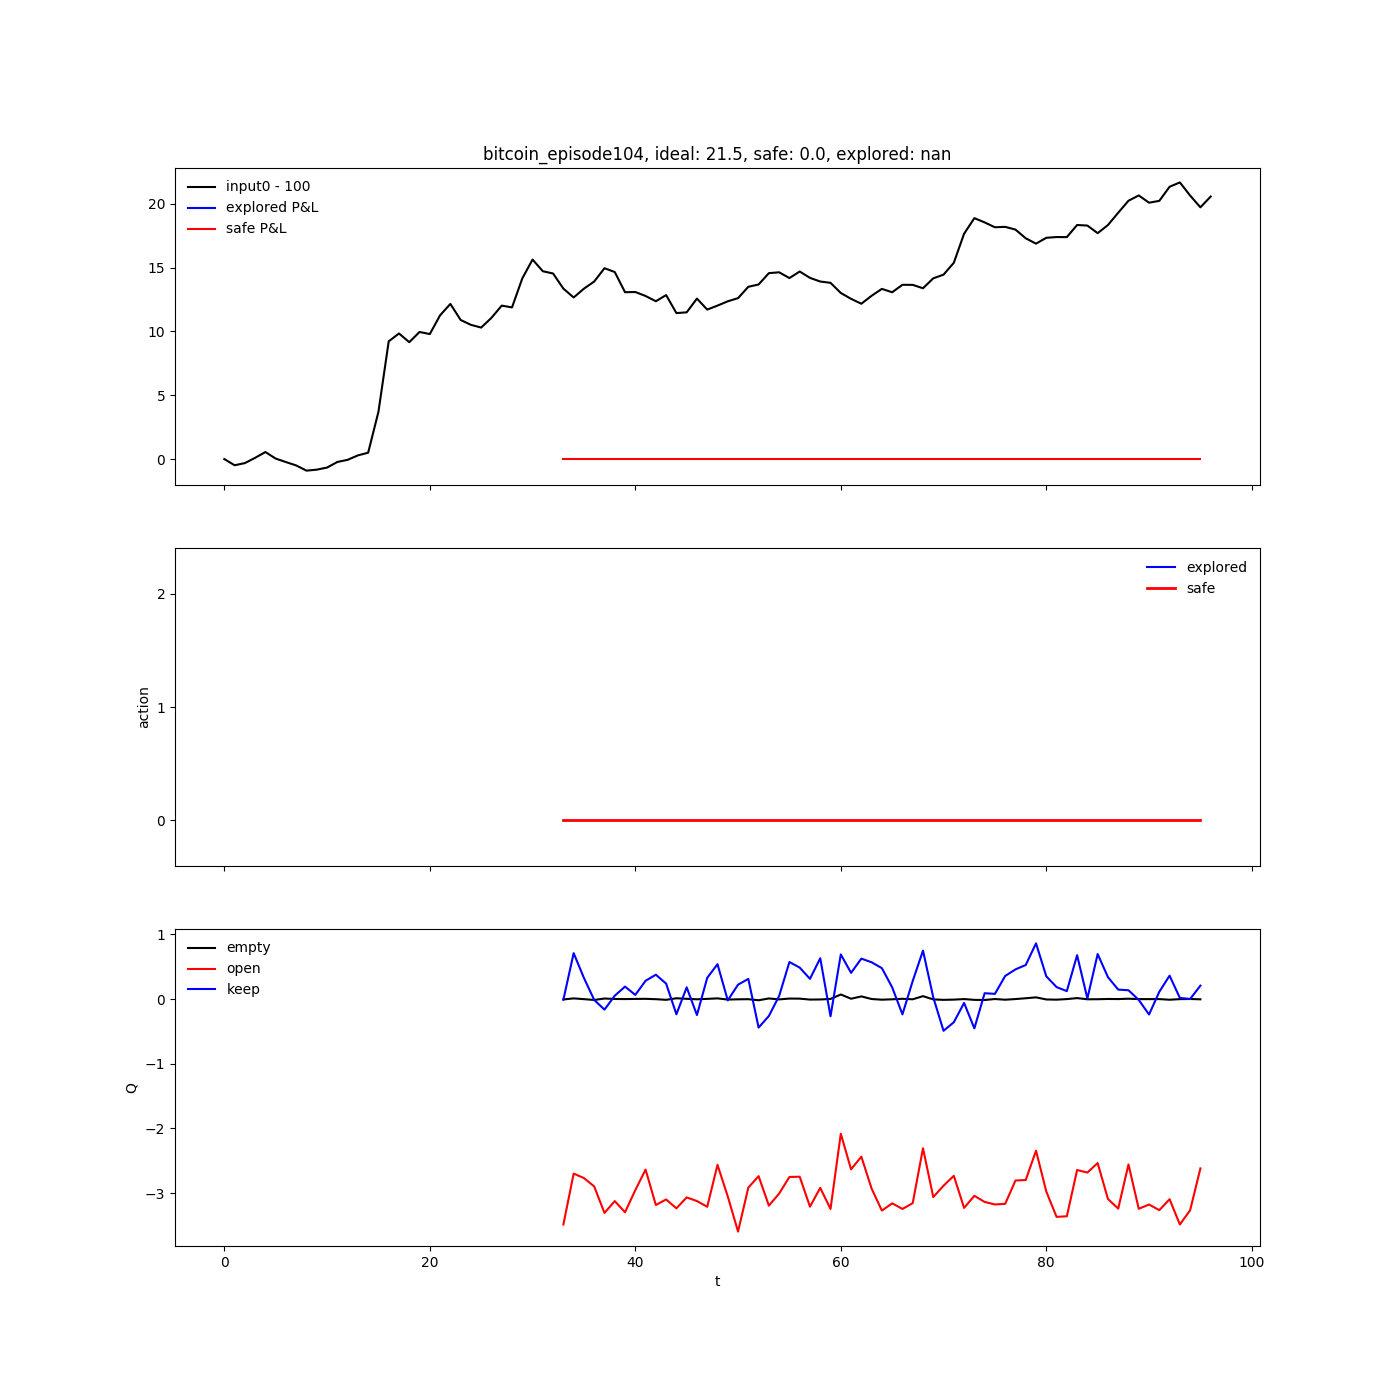 bitcoin_episode104, ideal: 21.5, safe: 0.0, explored: nan
input0 - 100
explored P&L
safe P&L
20
15
10
5
0
explored
safe
2
1
0
action
empty
open
keep
1
0
−1
−2
−3
Q
0 20 40 60 80 100
t